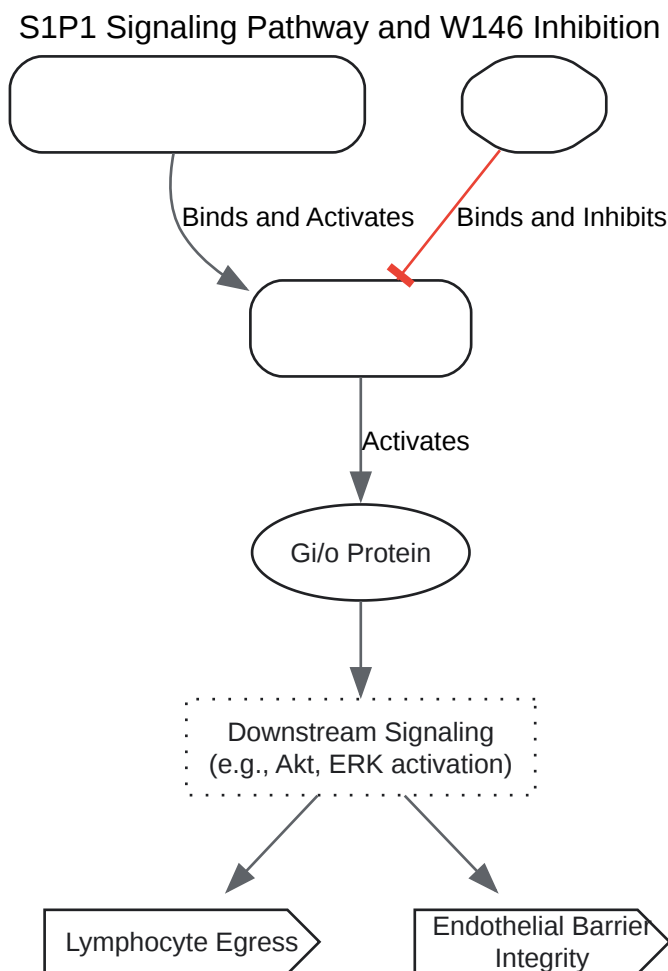 S1P1 Signaling Pathway and W146 Inhibition
Binds and Activates
Binds and Inhibits
Activates
Gi/o Protein
Downstream Signaling
(e.g., Akt, ERK activation)
Lymphocyte Egress
Endothelial Barrier
Integrity